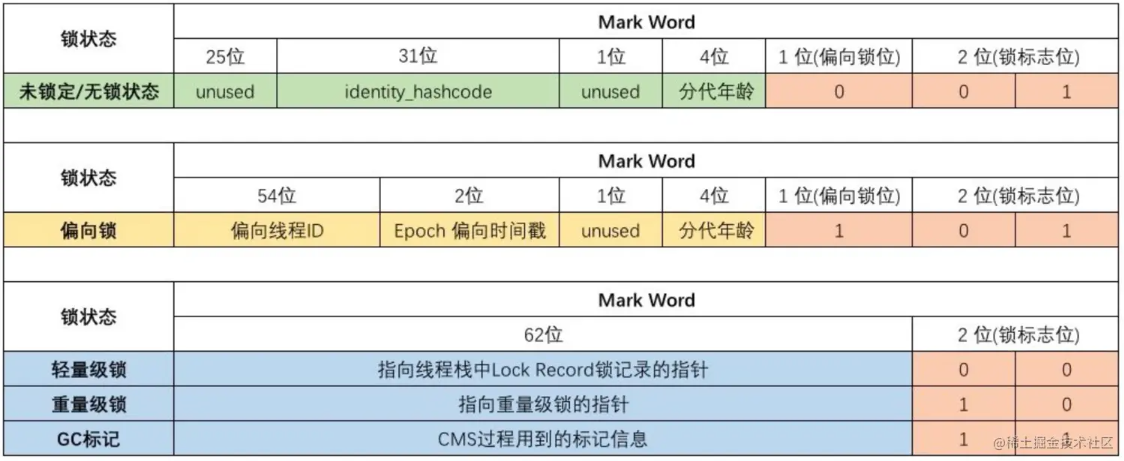 锁状态 Mark Word
25位 31位 1位 4位 1 位(偏向锁位) 2 位(锁标志位)
未锁定/无锁状态 unused identity_hashcode unused 分代年龄 0 0 1
锁状态 Mark Word
54位 2位 1位 4位 1 位(偏向锁位) 2 位(锁标志位)
偏向锁 偏向线程ID Epoch 偏向时间戳 unused 分代年龄 1 0 1
锁状态 Mark Word
62位 2 位(锁标志位)
轻量级锁 指向线程栈中Lock Record锁记录的指针 0 0
重量级锁 指向重量级锁的指针 1 0
GC标记 CMS过程用到的标记信息 1 1
@稀土掘金技术社区